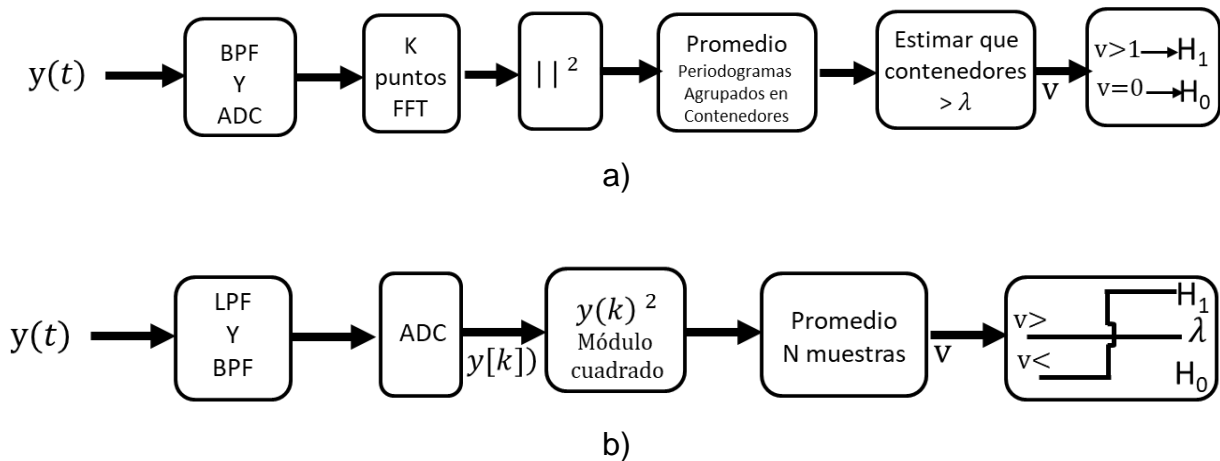 y(t)
BPF
Y
ADC
K
puntos
FFT
| | ²
Promedio
Periodogramas
Agrupados en
Contenedores
Estimar que
contenedores
> λ
v
v>1 H₁
v=0 H₀
a)
y(t)
LPF
Y
BPF
ADC
y[k])
y(k) ²
Módulo
cuadrado
Promedio
N muestras
v
H₁
v> λ
v<
H₀
b)